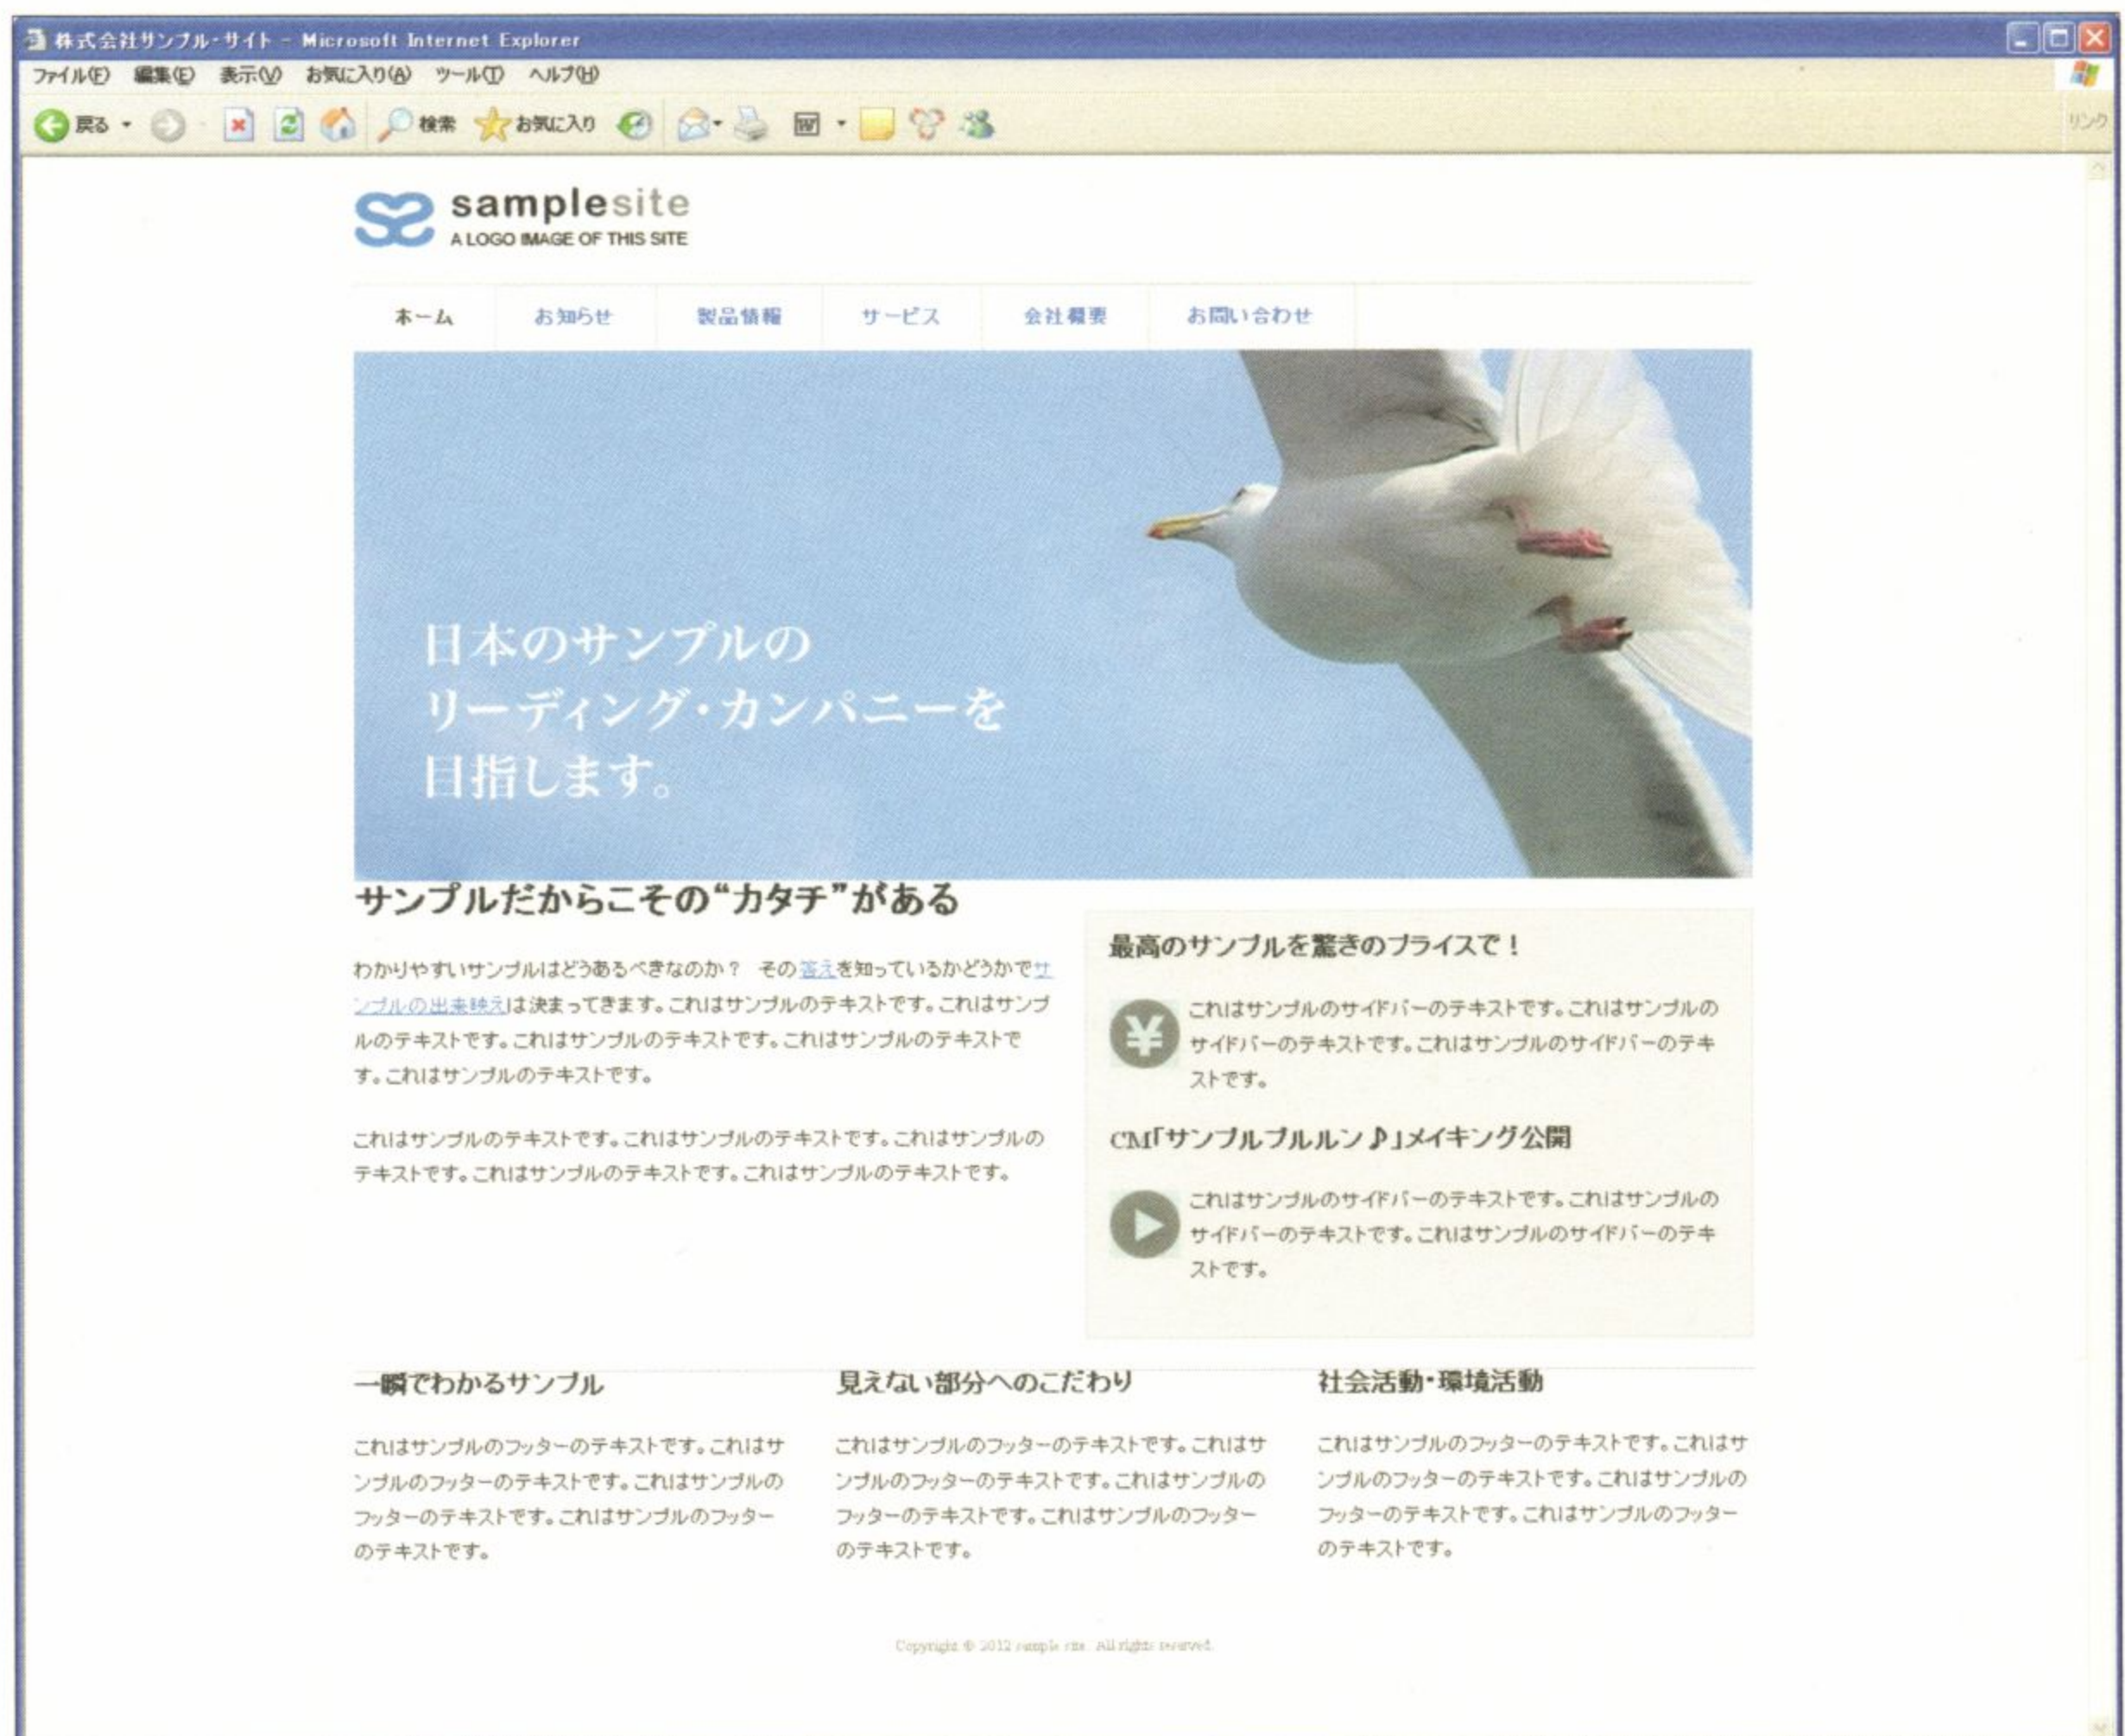 株式会社サンプル・サイト - Microsoft Internet Explorer
ファイル(F) 編集(E) 表示(V) お気に入り(A) ツール(T) ヘルプ(H)
戻る 検索 お気に入り リンク
samplesite
A LOGO IMAGE OF THIS SITE
ホーム お知らせ 製品情報 サービス 会社概要 お問い合わせ
日本のサンプルの
リーディング・カンパニーを
目指します。
サンプルだからこその“カタチ”がある
わかりやすいサンプルはどうあるべきなのか？ その答えを知っているかどうかでサ
ンプルの出来映えは決まってきます。これはサンプルのテキストです。これはサンプ
ルのテキストです。これはサンプルのテキストです。これはサンプルのテキストで
す。これはサンプルのテキストです。
これはサンプルのテキストです。これはサンプルのテキストです。これはサンプルの
テキストです。これはサンプルのテキストです。これはサンプルのテキストです。
最高のサンプルを驚きのプライスで！
¥
これはサンプルのサイドバーのテキストです。これはサンプルの
サイドバーのテキストです。これはサンプルのサイドバーのテキ
ストです。
CM「サンプルプルルン♪」メイキング公開
これはサンプルのサイドバーのテキストです。これはサンプルの
サイドバーのテキストです。これはサンプルのサイドバーのテキ
ストです。
一瞬でわかるサンプル
これはサンプルのフッターのテキストです。これはサ
ンプルのフッターのテキストです。これはサンプルの
フッターのテキストです。これはサンプルのフッター
のテキストです。
見えない部分へのこだわり
これはサンプルのフッターのテキストです。これはサ
ンプルのフッターのテキストです。これはサンプルの
フッターのテキストです。これはサンプルのフッター
のテキストです。
社会活動・環境活動
これはサンプルのフッターのテキストです。これはサ
ンプルのフッターのテキストです。これはサンプルの
フッターのテキストです。これはサンプルのフッター
のテキストです。
Copyright © 2012 sample site. All rights reserved.